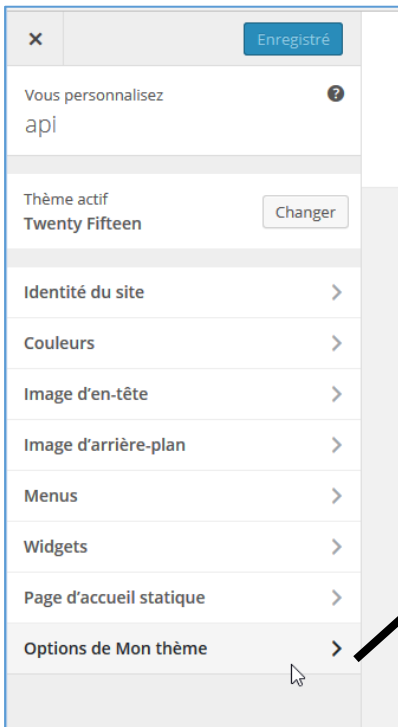 Enregistré
Vous personnalisez
api
Thème actif
Twenty Fifteen
Changer
Identité du site
Couleurs
Image d’en-tête
Image d’arrière-plan
Menus
Widgets
Page d’accueil statique
Options de Mon thème